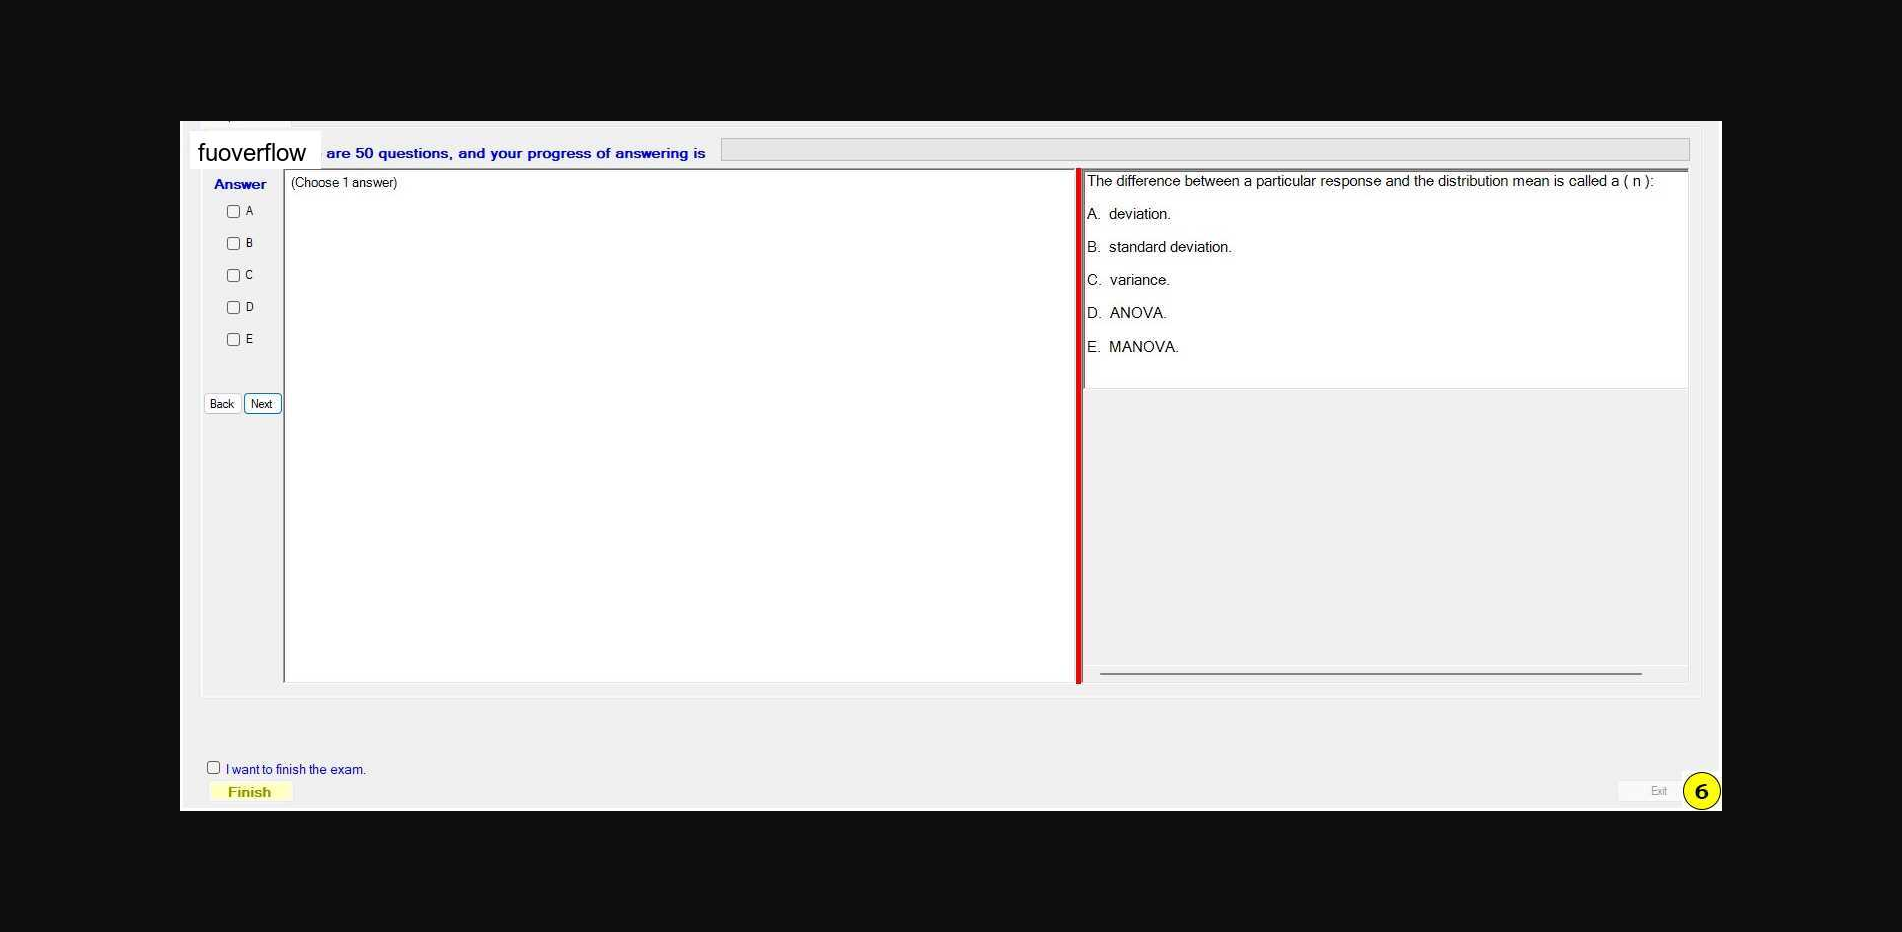 fuoverflow are 50 questions, and your progress of answering is
Answer
(Choose 1 answer)
A
B
C
D
E
Back Next
The difference between a particular response and the distribution mean is called a ( n ):
A. deviation.
B. standard deviation.
C. variance.
D. ANOVA.
E. MANOVA.
I want to finish the exam.
Finish
Exit
6